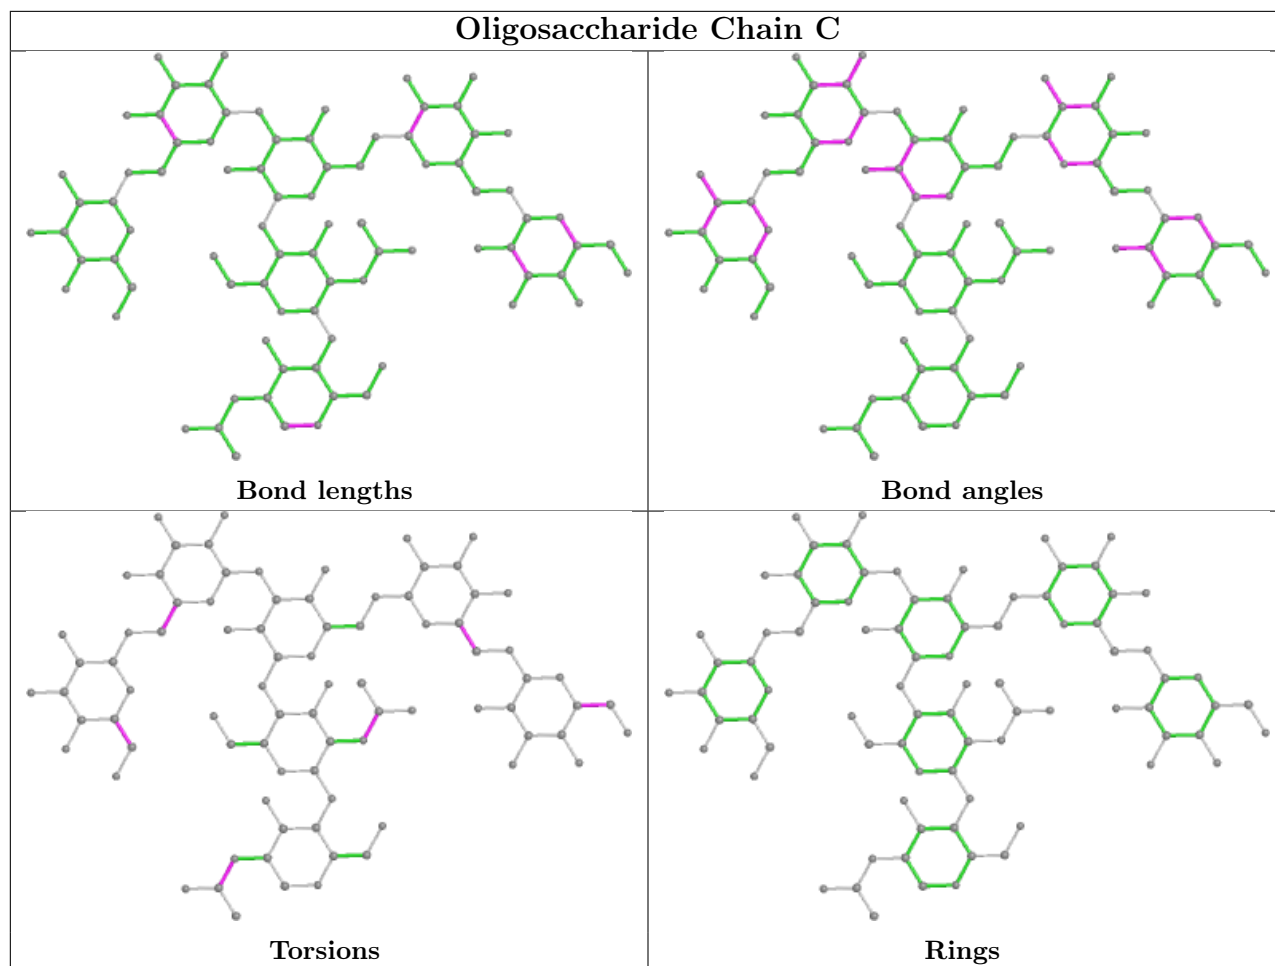 Oligosaccharide Chain C
Bond lengths
Bond angles
Torsions
Rings